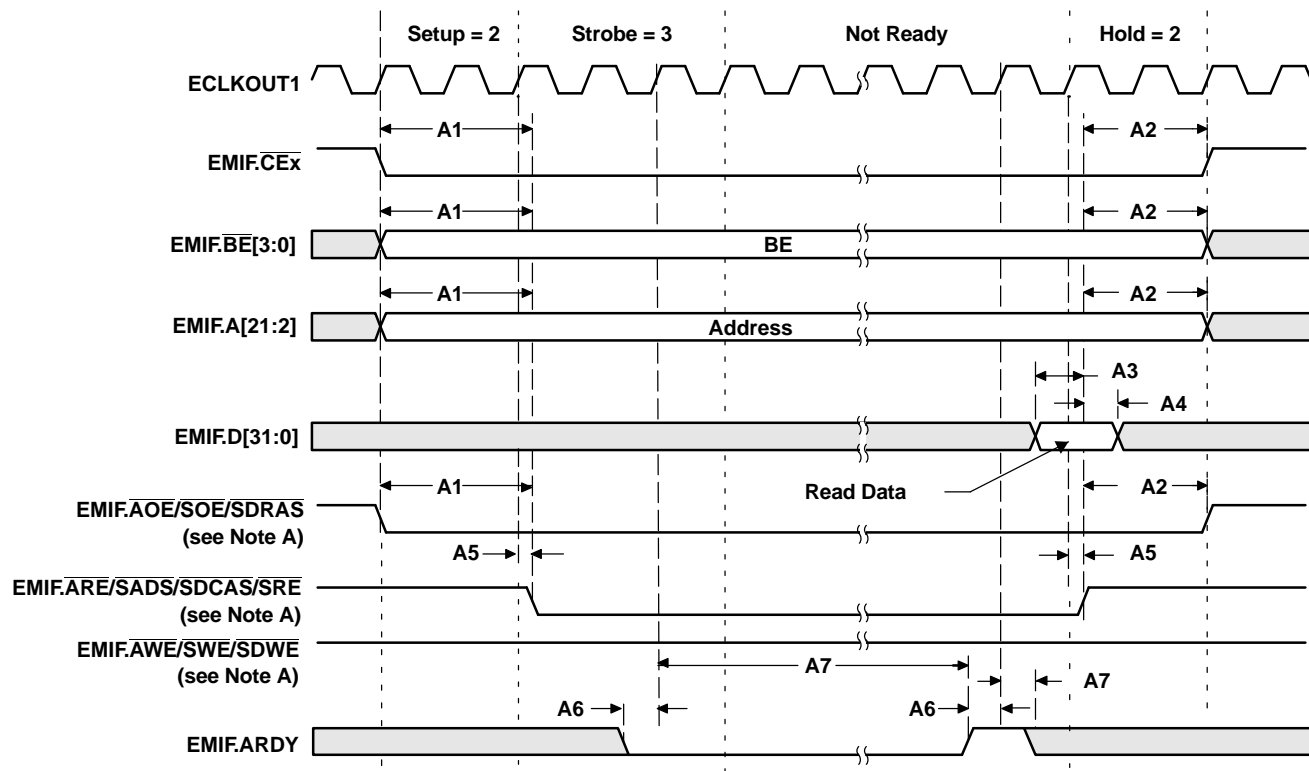 Setup = 2 Strobe = 3 Not Ready Hold = 2
ECLKOUT1
A1 A2
EMIF.CEx
A1 A2
EMIF.BE[3:0] BE
A1 A2
EMIF.A[21:2] Address
A3
A4
EMIF.D[31:0]
A1 Read Data A2
EMIF.AOE/SOE/SDRAS
(see Note A)
A5 A5
EMIF.ARE/SADS/SDCAS/SRE
(see Note A)
EMIF.AWE/SWE/SDWE
(see Note A)
A7
A7
A6 A6
EMIF.ARDY